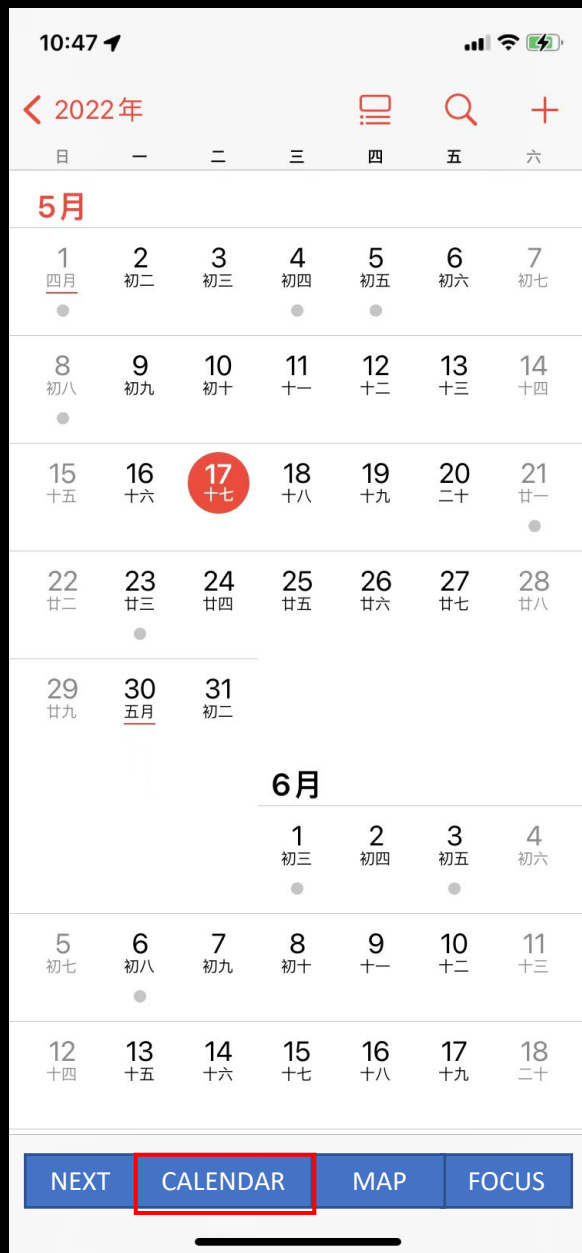 10:47
2022年
日 一 二 三 四 五 六
5月
1 2 3 4 5 6 7
四月 初二 初三 初四 初五 初六 初七
8 9 10 11 12 13 14
初八 初九 初十 十一 十二 十三 十四
15 16 17 18 19 20 21
十五 十六 十七 十八 十九 二十 廿一
22 23 24 25 26 27 28
廿二 廿三 廿四 廿五 廿六 廿七 廿八
29 30 31
廿九 五月 初二
6月
1 2 3 4
初三 初四 初五 初六
5 6 7 8 9 10 11
初七 初八 初九 初十 十一 十二 十三
12 13 14 15 16 17 18
十四 十五 十六 十七 十八 十九 二十
NEXT CALENDAR MAP FOCUS